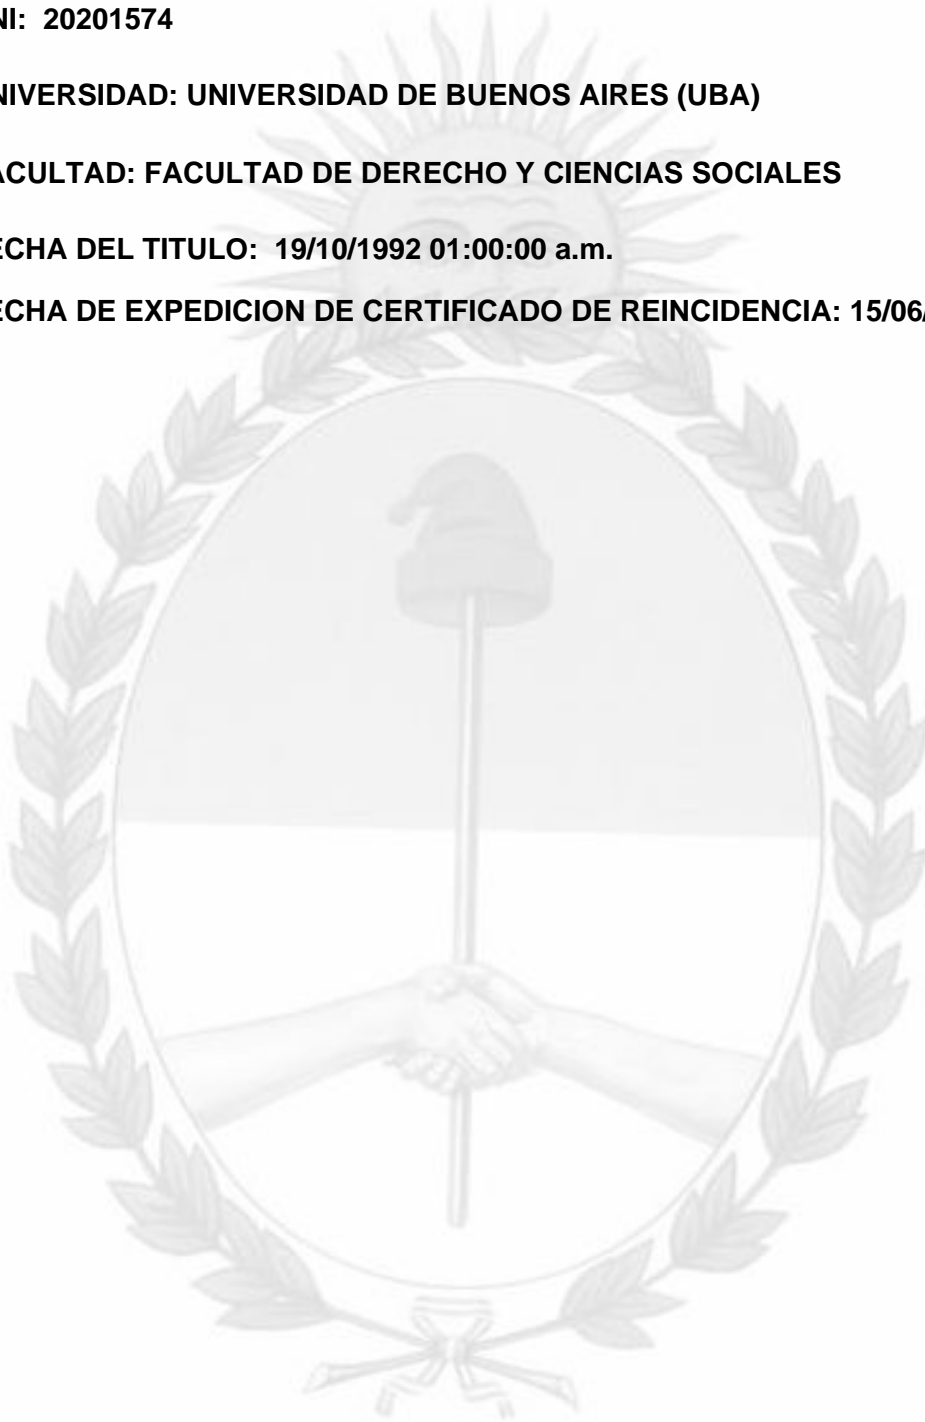 NI: 20201574
NIVERSIDAD: UNIVERSIDAD DE BUENOS AIRES (UBA)
ACULTAD: FACULTAD DE DERECHO Y CIENCIAS SOCIALES
ECHA DEL TITULO: 19/10/1992 01:00:00 a.m.
ECHA DE EXPEDICION DE CERTIFICADO DE REINCIDENCIA: 15/06/